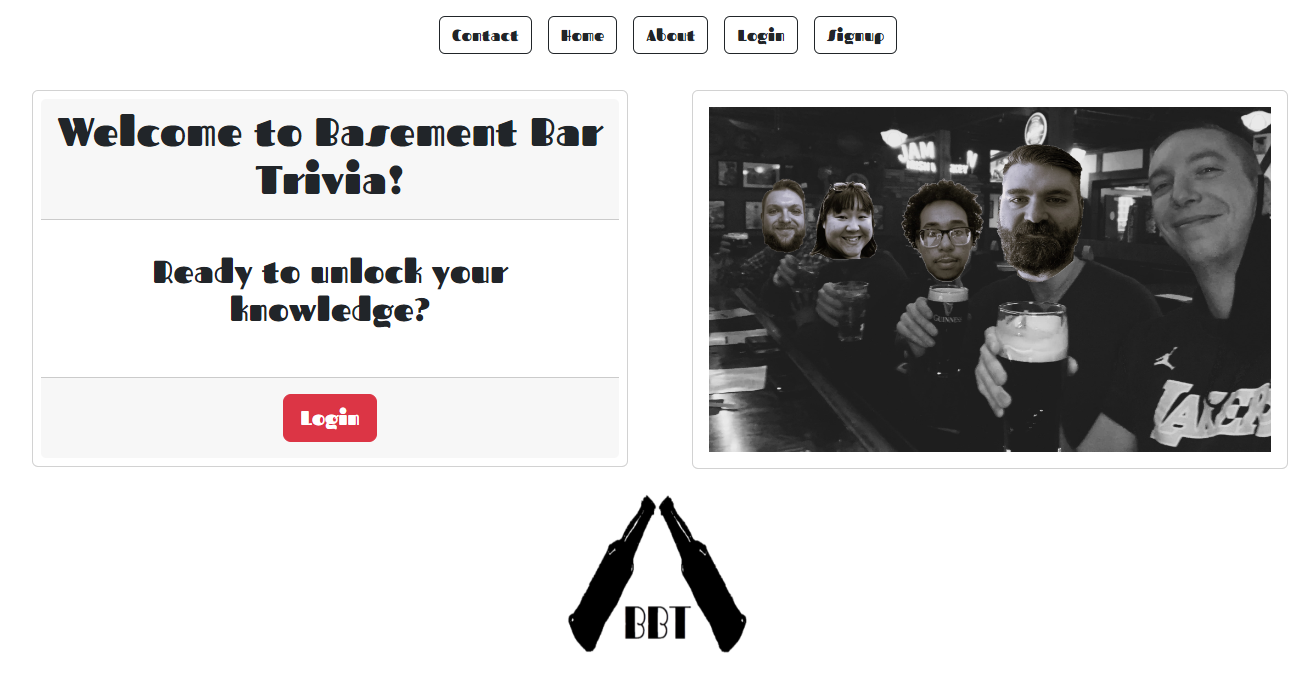 Contact Home About Login Signup
Welcome to Basement Bar
Trivia!
Ready to unlock your
knowledge?
Login
JAM
GUINNESS
LAKERS
BBT